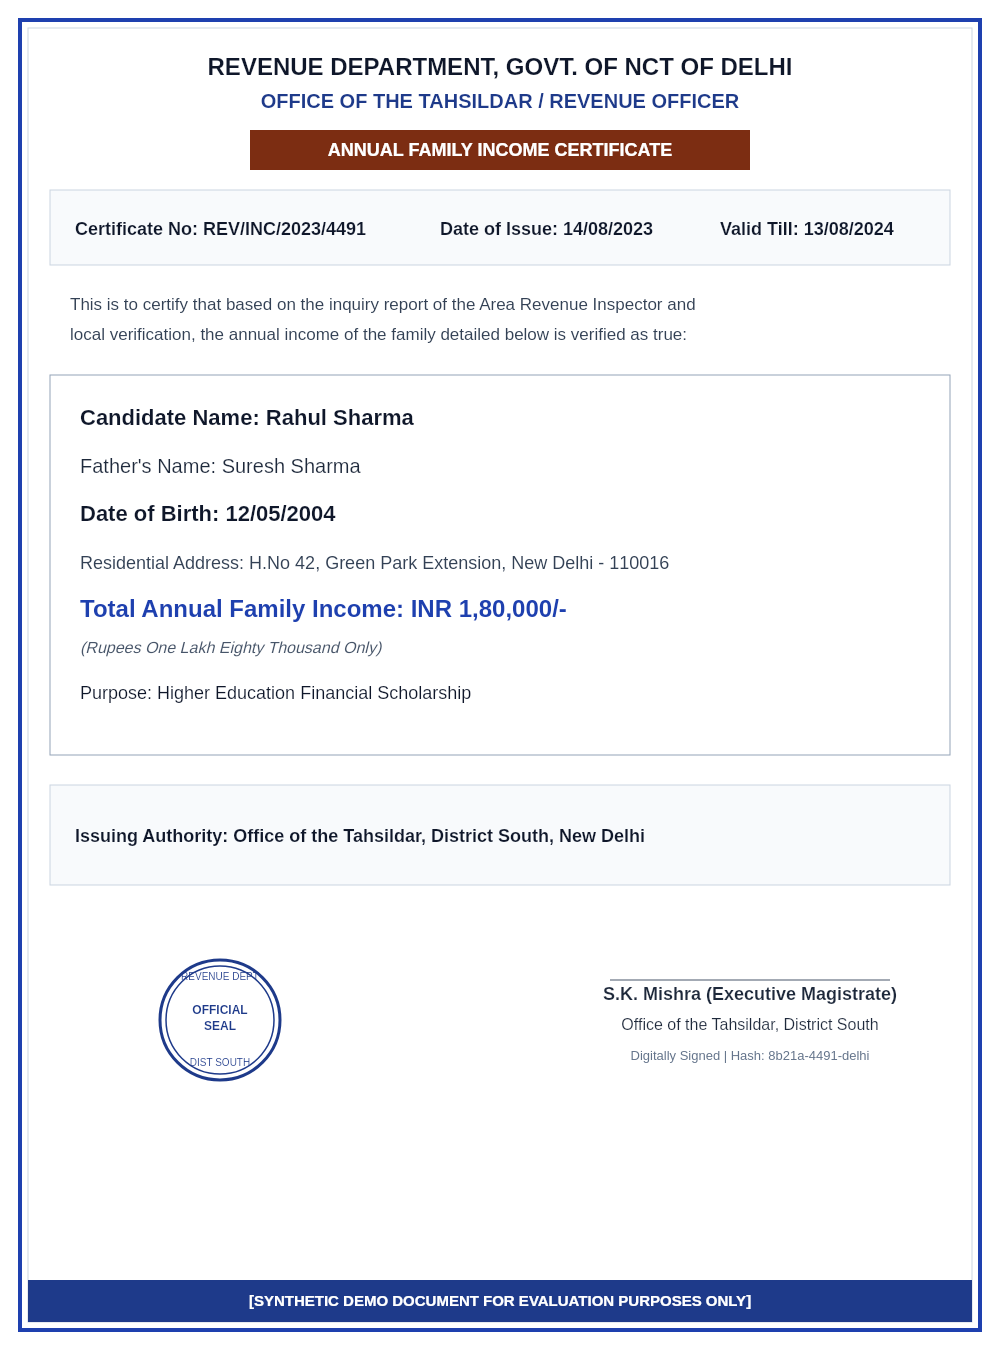 REVENUE DEPARTMENT, GOVT. OF NCT OF DELHI
OFFICE OF THE TAHSILDAR / REVENUE OFFICER
ANNUAL FAMILY INCOME CERTIFICATE
Certificate No: REV/INC/2023/4491 Date of Issue: 14/08/2023 Valid Till: 13/08/2024
This is to certify that based on the inquiry report of the Area Revenue Inspector and
local verification, the annual income of the family detailed below is verified as true:
Candidate Name: Rahul Sharma
Father's Name: Suresh Sharma
Date of Birth: 12/05/2004
Residential Address: H.No 42, Green Park Extension, New Delhi - 110016
Total Annual Family Income: INR 1,80,000/-
(Rupees One Lakh Eighty Thousand Only)
Purpose: Higher Education Financial Scholarship
Issuing Authority: Office of the Tahsildar, District South, New Delhi
REVENUE DEPT
OFFICIAL
SEAL
DIST SOUTH
S.K. Mishra (Executive Magistrate)
Office of the Tahsildar, District South
Digitally Signed | Hash: 8b21a-4491-delhi
[SYNTHETIC DEMO DOCUMENT FOR EVALUATION PURPOSES ONLY]